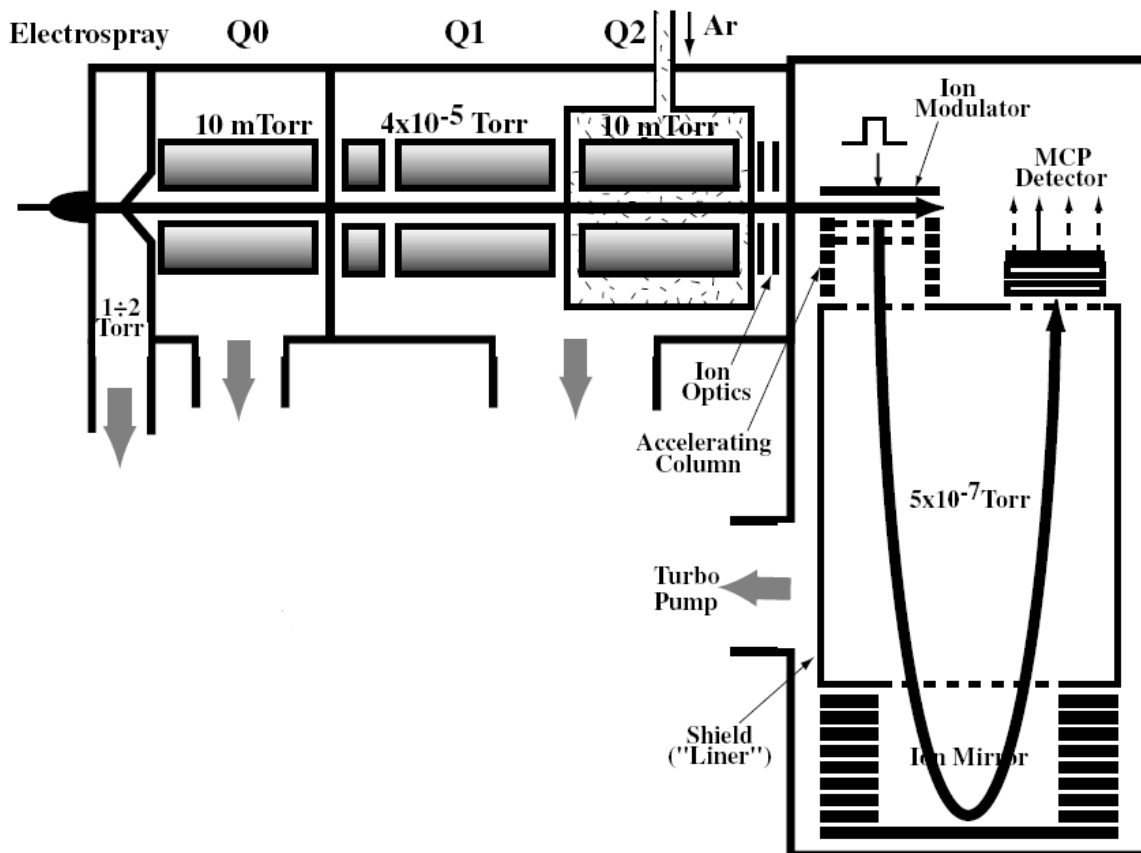 Electrospray
Q0
Q1
Q2
Ar
10 mTorr
4x10⁻⁵ Torr
10 mTorr
Ion
Modulator
MCP
Detector
1÷2
Torr
Ion
Optics
Accelerating
Column
5x10⁻⁷Torr
Turbo
Pump
Shield
("Liner")
Ion Mirror